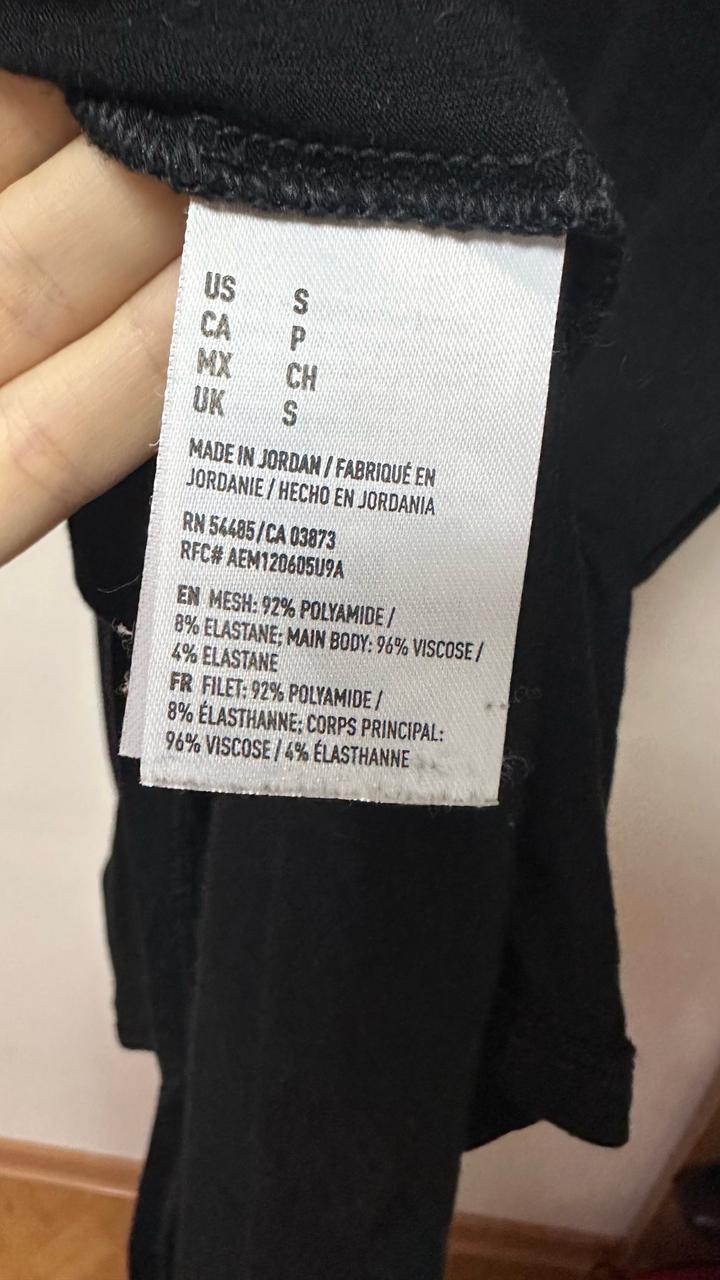 US S
CA P
MX CH
UK S
MADE IN JORDAN / FABRIQUÉ EN
JORDANIE / HECHO EN JORDANIA
RN 54485/CA 03873
RFC# AEM120605U9A
EN MESH: 92% POLYAMIDE /
8% ELASTANE; MAIN BODY: 96% VISCOSE /
4% ELASTANE
FR FILET: 92% POLYAMIDE /
8% ÉLASTHANNE; CORPS PRINCIPAL:
96% VISCOSE / 4% ÉLASTHANNE